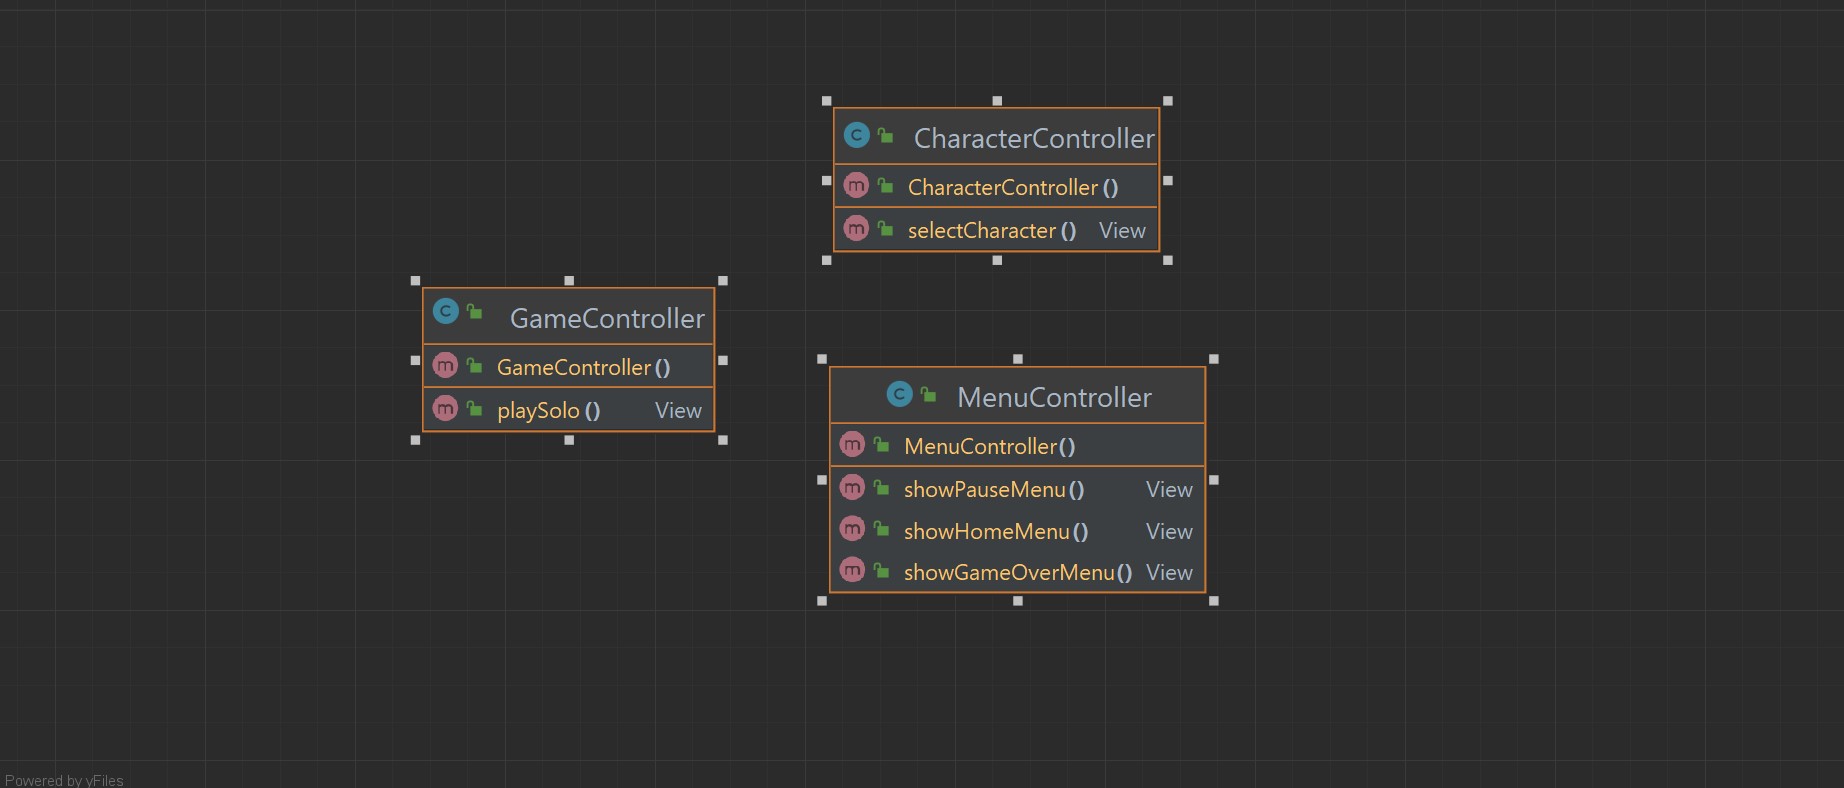 CharacterController
CharacterController()
selectCharacter() View
GameController
GameController()
playSolo() View
MenuController
MenuController()
showPauseMenu() View
showHomeMenu() View
showGameOverMenu() View
Powered by yFiles